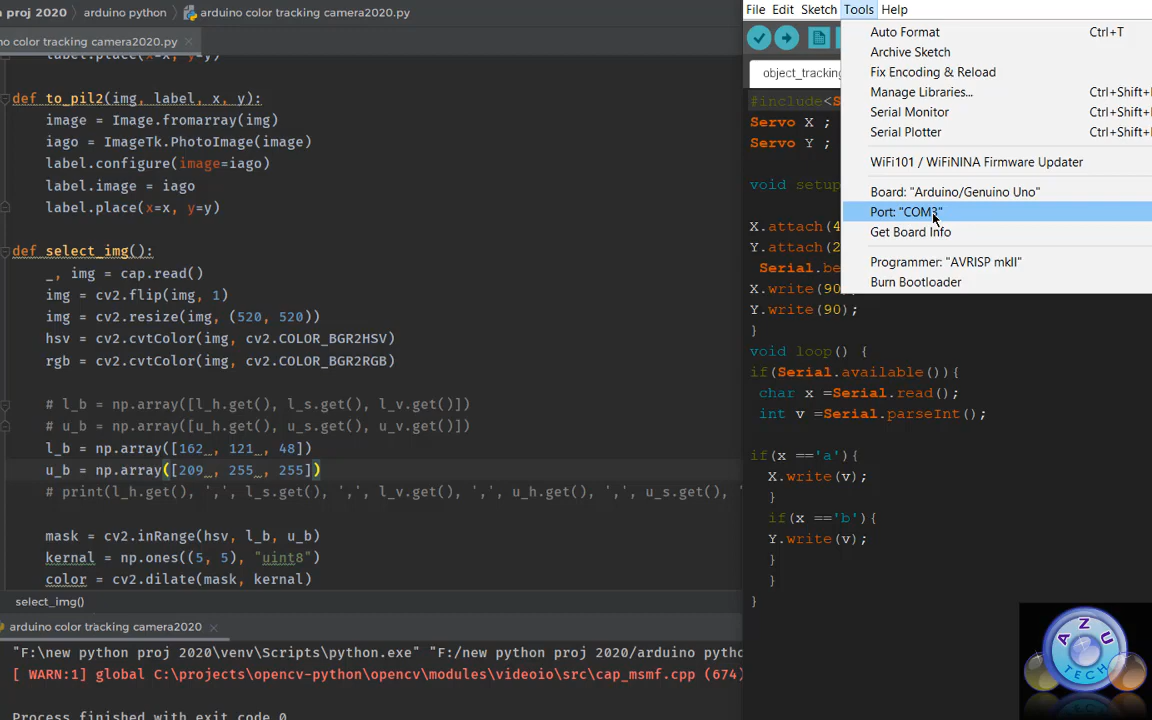 n proj 2020
arduino python
arduino color tracking camera2020.py
no color tracking camera2020.py
label.place(x=x, y=y)
def to_pil2(img, label, x, y):
image = Image.fromarray(img)
iago = ImageTk.PhotoImage(image)
label.configure(image=iago)
label.image = iago
label.place(x=x, y=y)
def select_img():
_, img = cap.read()
img = cv2.flip(img, 1)
img = cv2.resize(img, (520, 520))
hsv = cv2.cvtColor(img, cv2.COLOR_BGR2HSV)
rgb = cv2.cvtColor(img, cv2.COLOR_BGR2RGB)
# l_b = np.array([l_h.get(), l_s.get(), l_v.get()])
# u_b = np.array([u_h.get(), u_s.get(), u_v.get()])
l_b = np.array([162 , 121 , 48])
u_b = np.array([209 , 255 , 255])
# print(l_h.get(), ',', l_s.get(), ',', l_v.get(), ',', u_h.get(), ',', u_s.get(), '
mask = cv2.inRange(hsv, l_b, u_b)
kernal = np.ones((5, 5), "uint8")
color = cv2.dilate(mask, kernal)
select_img()
arduino color tracking camera2020
"F:\new python proj 2020\venv\Scripts\python.exe" "F:/new python proj 2020/arduino pytho
[ WARN:1] global C:\projects\opencv-python\opencv\modules\videoio\src\cap_msmf.cpp (674)
Process finished with exit code 0
File Edit Sketch Tools Help
object_tracking
#include<S
Servo X ;
Servo Y ;
void setup
X.attach(4
Y.attach(2
Serial.be
X.write(90
Y.write(90);
}
void loop() {
if(Serial.available()){
char x =Serial.read();
int v =Serial.parseInt();
if(x =='a'){
X.write(v);
}
if(x =='b'){
Y.write(v);
}
}
}
Auto Format Ctrl+T
Archive Sketch
Fix Encoding & Reload
Manage Libraries... Ctrl+Shift+I
Serial Monitor Ctrl+Shift+
Serial Plotter Ctrl+Shift+
WiFi101 / WiFiNINA Firmware Updater
Board: "Arduino/Genuino Uno"
Port: "COM3"
Get Board Info
Programmer: "AVRISP mkII"
Burn Bootloader
AZU
TECH